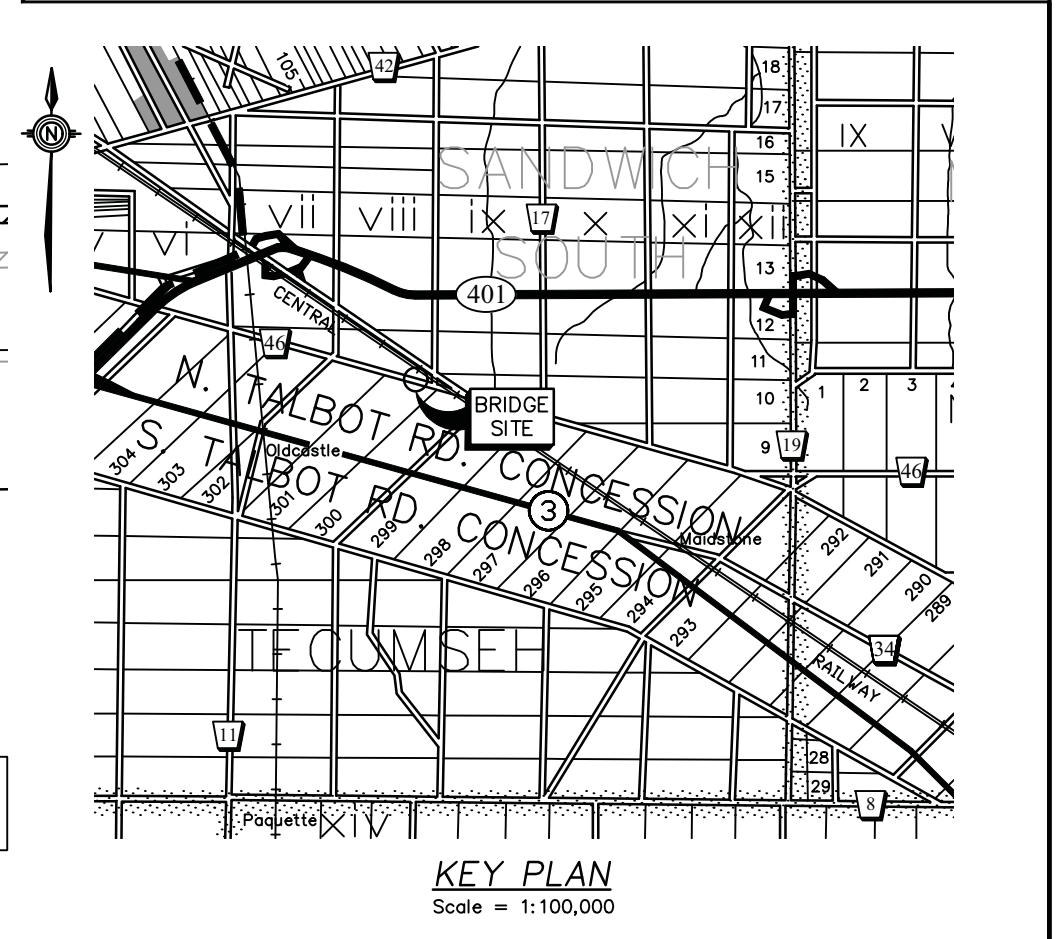 N
105
42
18
17
16
IX
SANDWICH
15
vi
vii
viii
ix
17
x
xi
xii
SOUTH
13
401
CENTRAL
12
46
11
N. TALBOT RD. CONCESSION
BRIDGE
SITE
10
1
2
3
9
19
46
S. TALBOT RD. CONCESSION
Oldcastle
304
303
302
301
300
299
298
297
296
295
294
293
3
Maidstone
292
291
290
289
TECUMSEH
34
RAILWAY
11
28
29
8
Paquette
XIV
KEY PLAN
Scale = 1:100,000